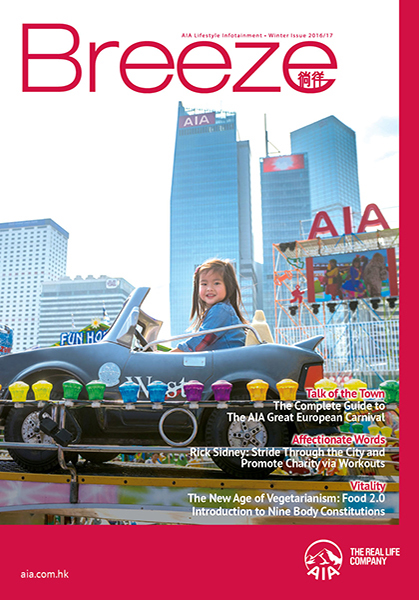 AIA Lifestyle Infotainment • Winter Issue 2016/17
Breeze
徜徉
AIA
AIA
FUN HO
West
Talk of the Town
The Complete Guide to
The AIA Great European Carnival
Affectionate Words
Rick Sidney: Stride Through the City and
Promote Charity via Workouts
Vitality
The New Age of Vegetarianism: Food 2.0
Introduction to Nine Body Constitutions
aia.com.hk
AIA
THE REAL LIFE
COMPANY